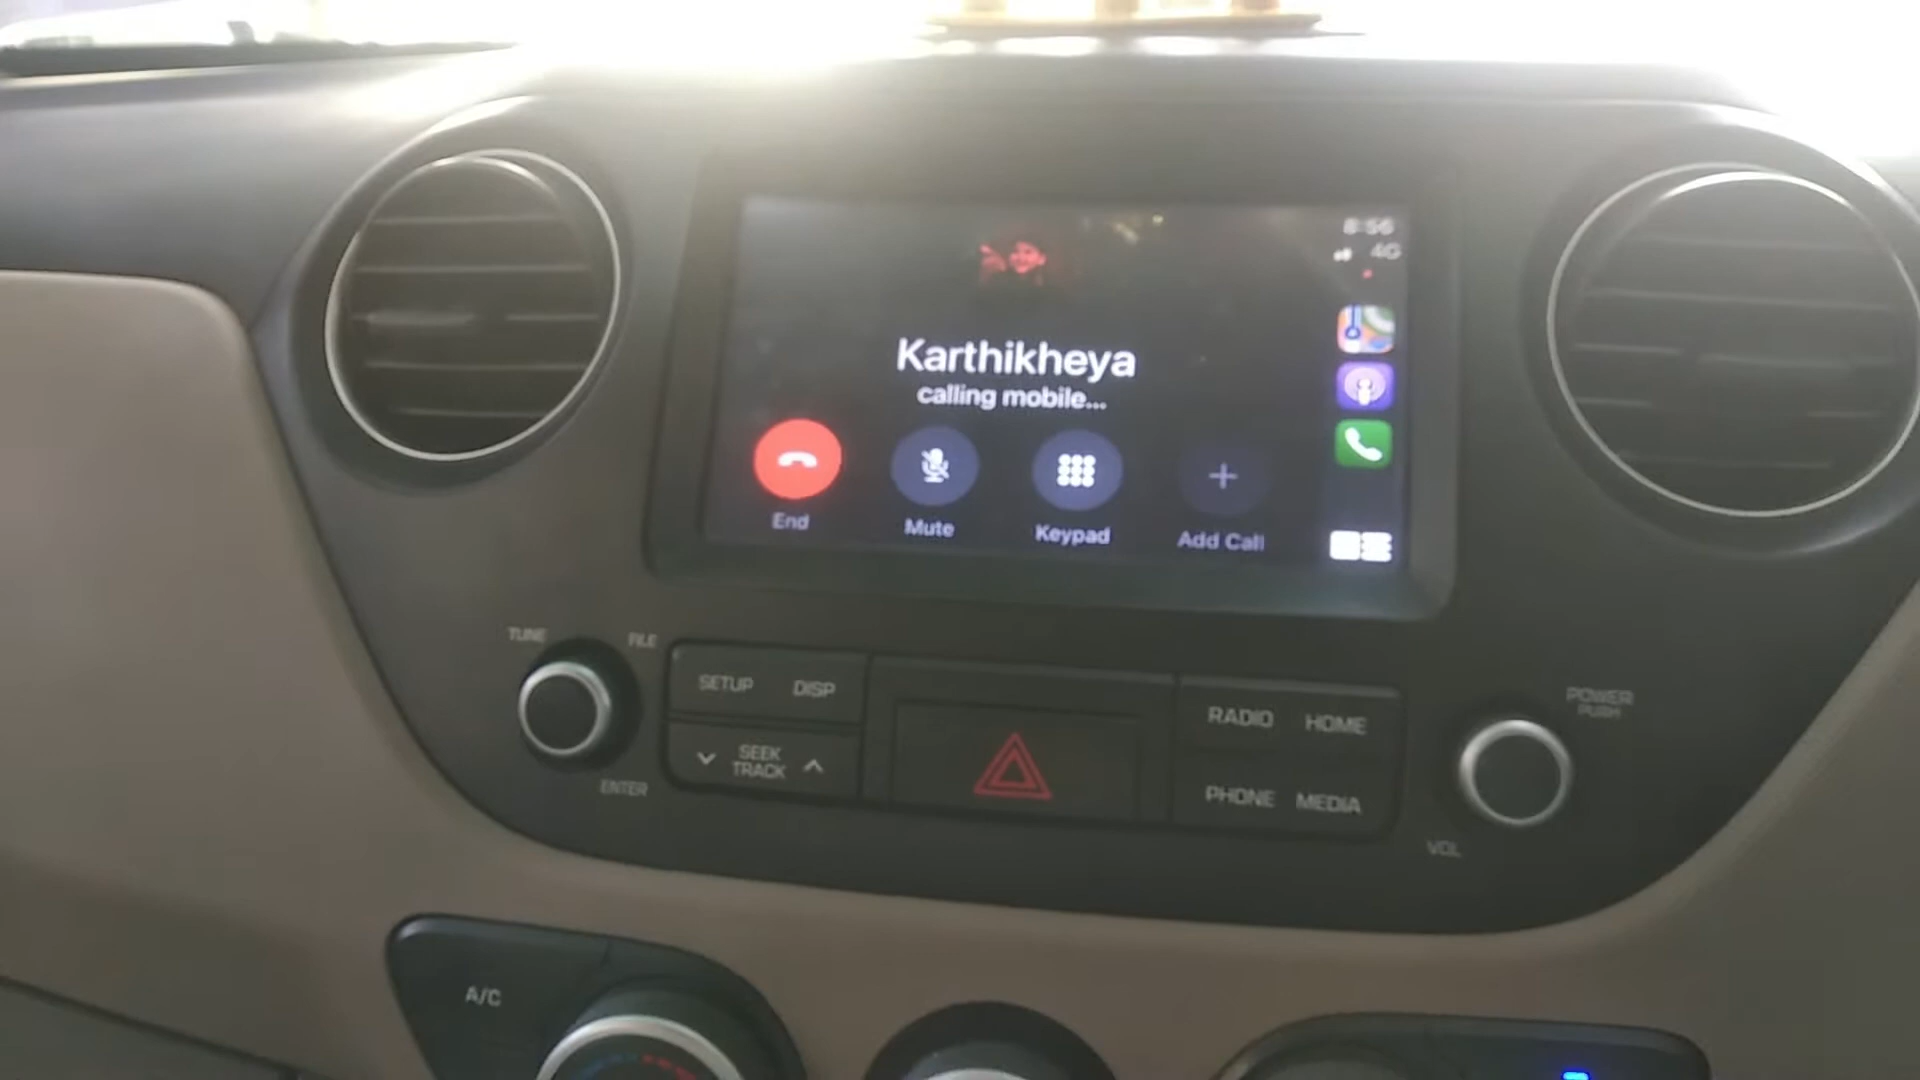 8:56
4G
Karthikheya
calling mobile...
End
Mute
Keypad
Add Call
TUNE
FILE
ENTER
SETUP
DISP
SEEK
TRACK
RADIO
HOME
PHONE
MEDIA
POWER
PUSH
VOL
A/C